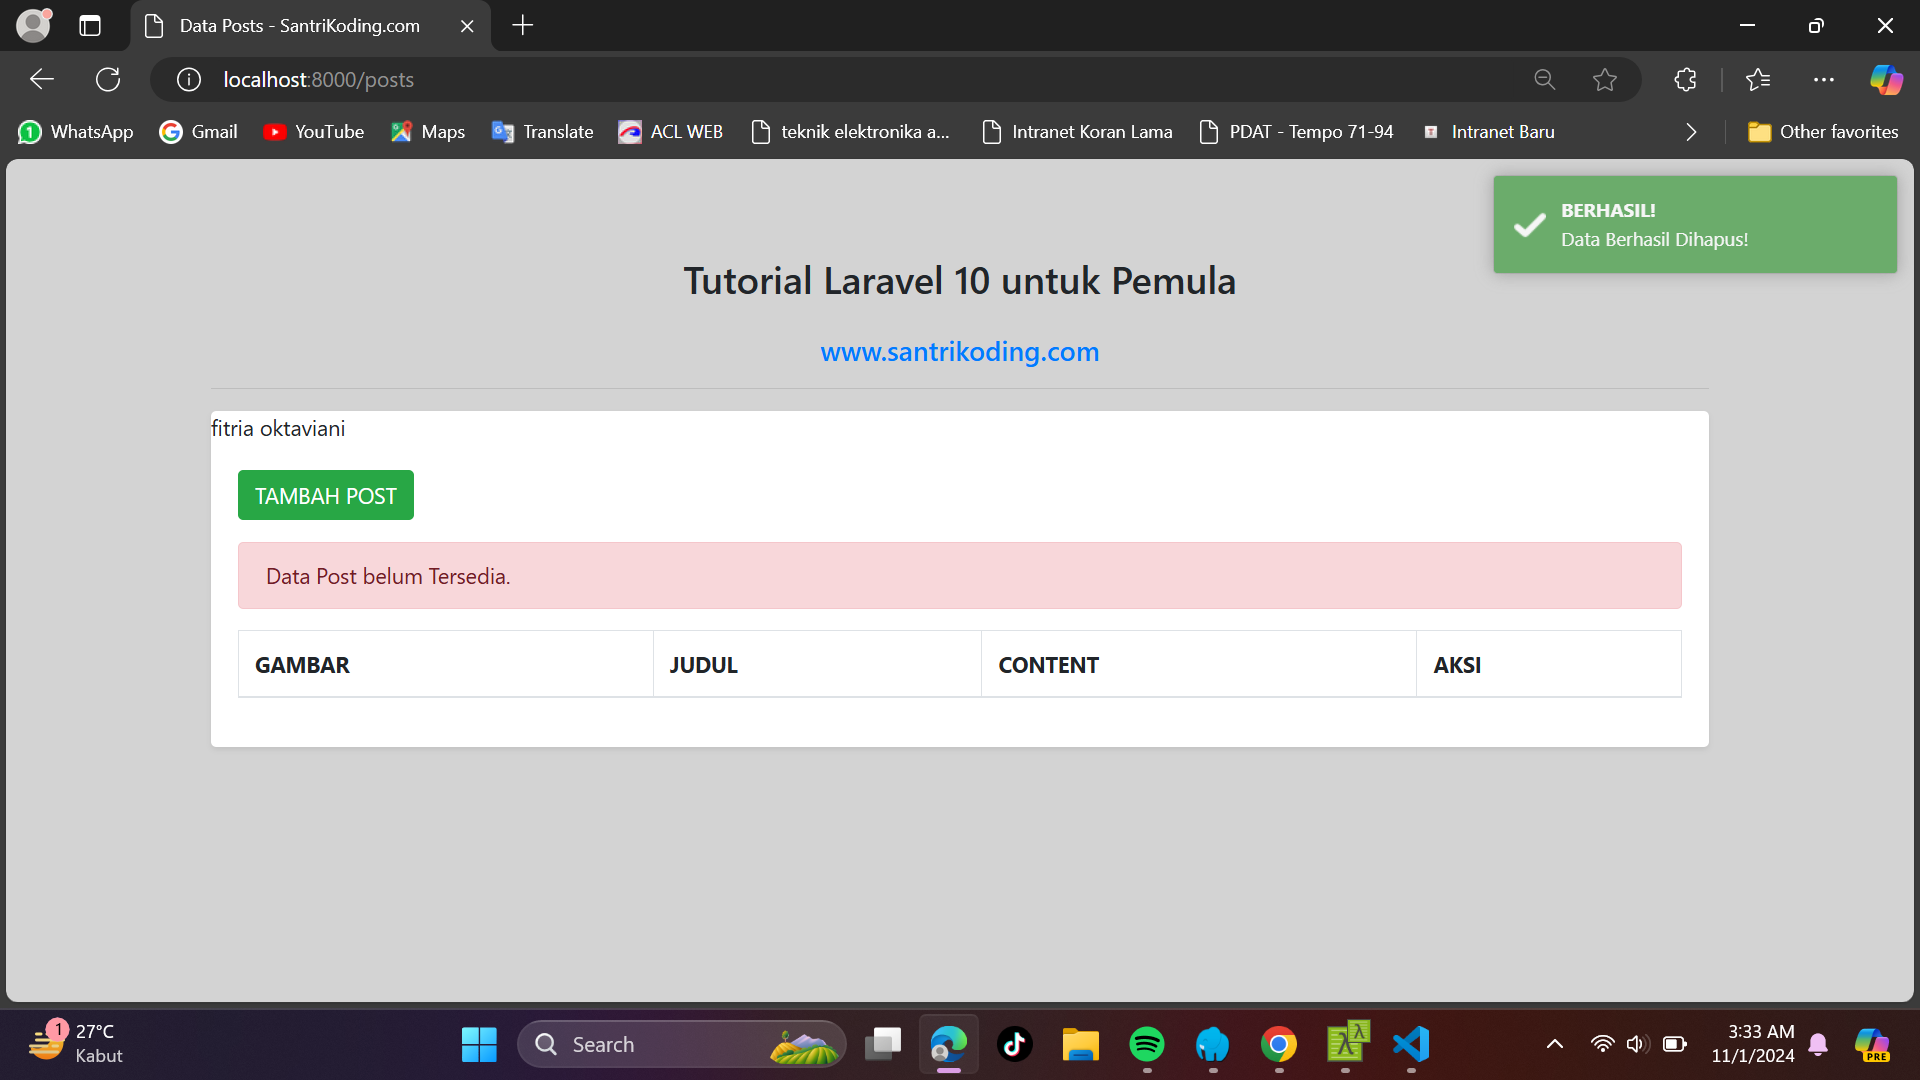 Data Posts - SantriKoding.com
localhost:8000/posts
WhatsApp
Gmail
YouTube
Maps
Translate
ACL WEB
teknik elektronika a...
Intranet Koran Lama
PDAT - Tempo 71-94
Intranet Baru
Other favorites
BERHASIL!
Data Berhasil Dihapus!
Tutorial Laravel 10 untuk Pemula
www.santrikoding.com
fitria oktaviani
TAMBAH POST
Data Post belum Tersedia.
GAMBAR JUDUL CONTENT AKSI
1
27°C
Kabut
Search
PRE
3:33 AM
11/1/2024